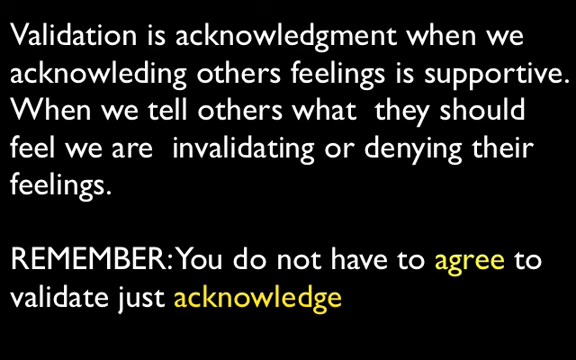 Validation is acknowledgment when we
acknowleding others feelings is supportive.
When we tell others what they should
feel we are invalidating or denying their
feelings.
REMEMBER: You do not have to agree to
validate just acknowledge